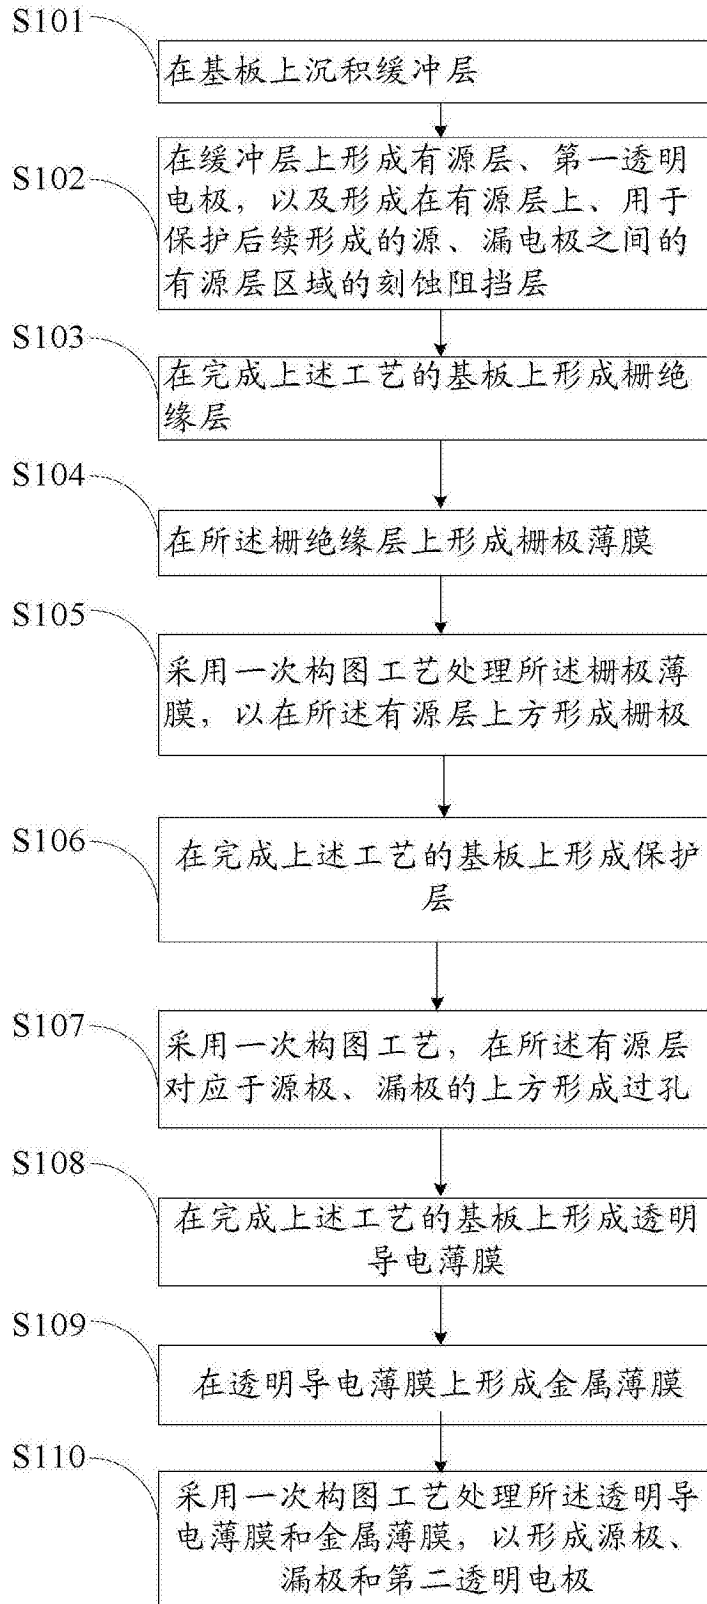 S101
在基板上沉积缓冲层
S102
在缓冲层上形成有源层、第一透明
电极，以及形成在有源层上、用于
保护后续形成的源、漏电极之间的
有源层区域的刻蚀阻挡层
S103
在完成上述工艺的基板上形成栅绝
缘层
S104
在所述栅绝缘层上形成栅极薄膜
S105
采用一次构图工艺处理所述栅极薄
膜，以在所述有源层上方形成栅极
S106
在完成上述工艺的基板上形成保护
层
S107
采用一次构图工艺，在所述有源层
对应于源极、漏极的上方形成过孔
S108
在完成上述工艺的基板上形成透明
导电薄膜
S109
在透明导电薄膜上形成金属薄膜
S110
采用一次构图工艺处理所述透明导
电薄膜和金属薄膜，以形成源极、
漏极和第二透明电极